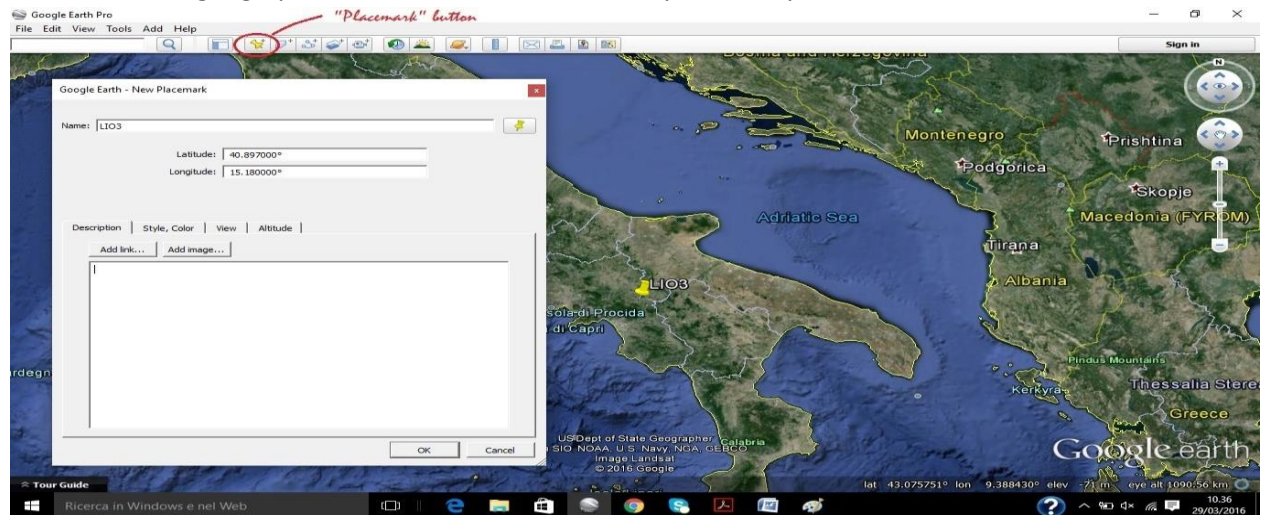 "Placemark" button
Google Earth Pro
File Edit View Tools Add Help
Sign in
N
Google Earth - New Placemark
Name: LIO3
Latitude: 40.897000°
Longitude: 15.180000°
Description Style, Color View Altitude
Add link... Add image...
OK Cancel
Montenegro
Prishtina
Podgorica
Skopje
Adriatic Sea
Macedonia (FYROM)
Tirana
LIO3
Albania
di Procida
di Capri
Pindus Mountains
Kerkyra
Thessalia Stere
Greece
Calabria
US Dept of State Geographer
SIO NOAA, U.S. Navy, NGA, GEBCO
Image Landsat
© 2016 Google
Google earth
Tour Guide
lat 43.075751° lon 9.388430° elev -71 m eye alt 1090.56 km
Ricerca in Windows e nel Web
10.36
29/03/2016